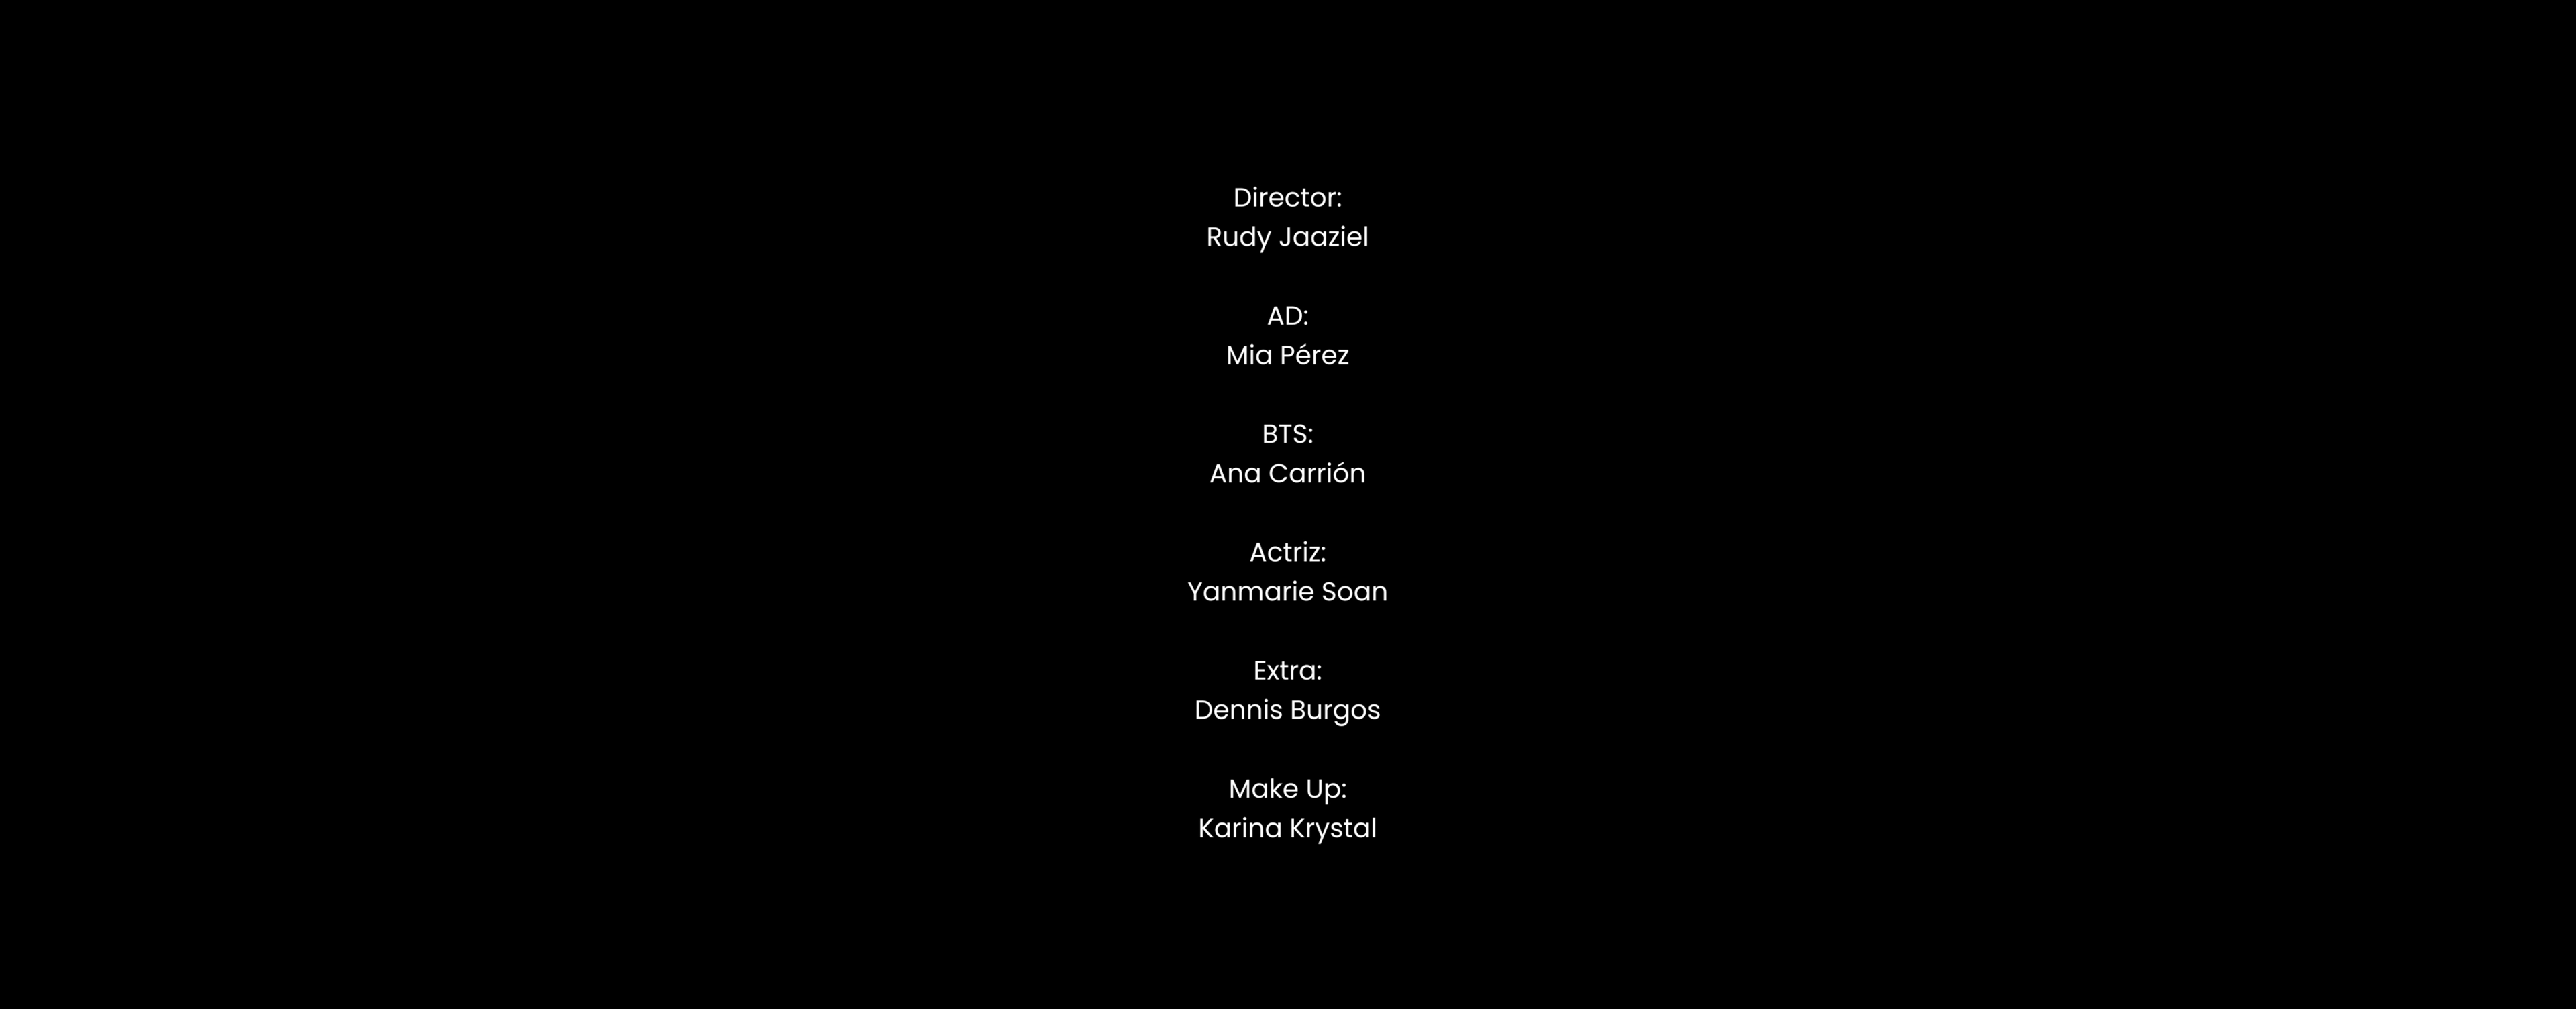 Director:
Rudy Jaaziel
AD:
Mia Pérez
BTS:
Ana Carrión
Actriz:
Yanmarie Soan
Extra:
Dennis Burgos
Make Up:
Karina Krystal